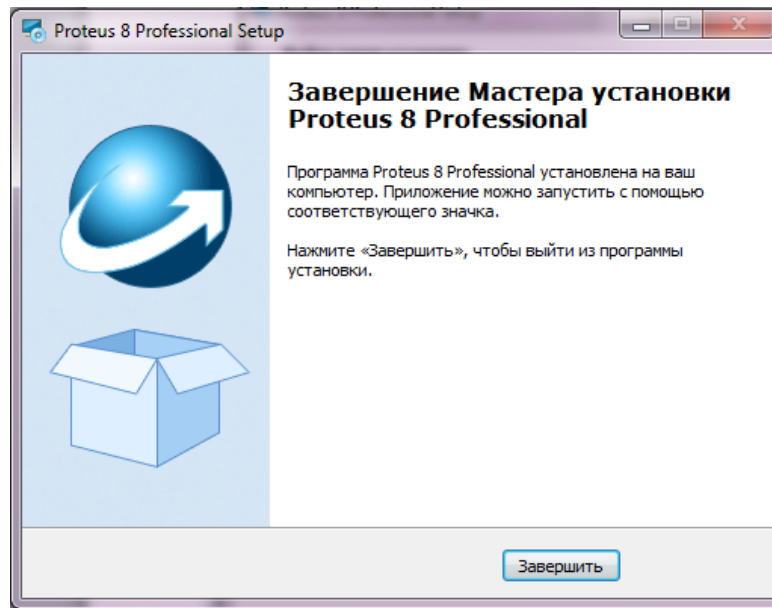 Proteus 8 Professional Setup
Завершение Мастера установки
Proteus 8 Professional
Программа Proteus 8 Professional установлена на ваш
компьютер. Приложение можно запустить с помощью
соответствующего значка.
Нажмите «Завершить», чтобы выйти из программы
установки.
Завершить